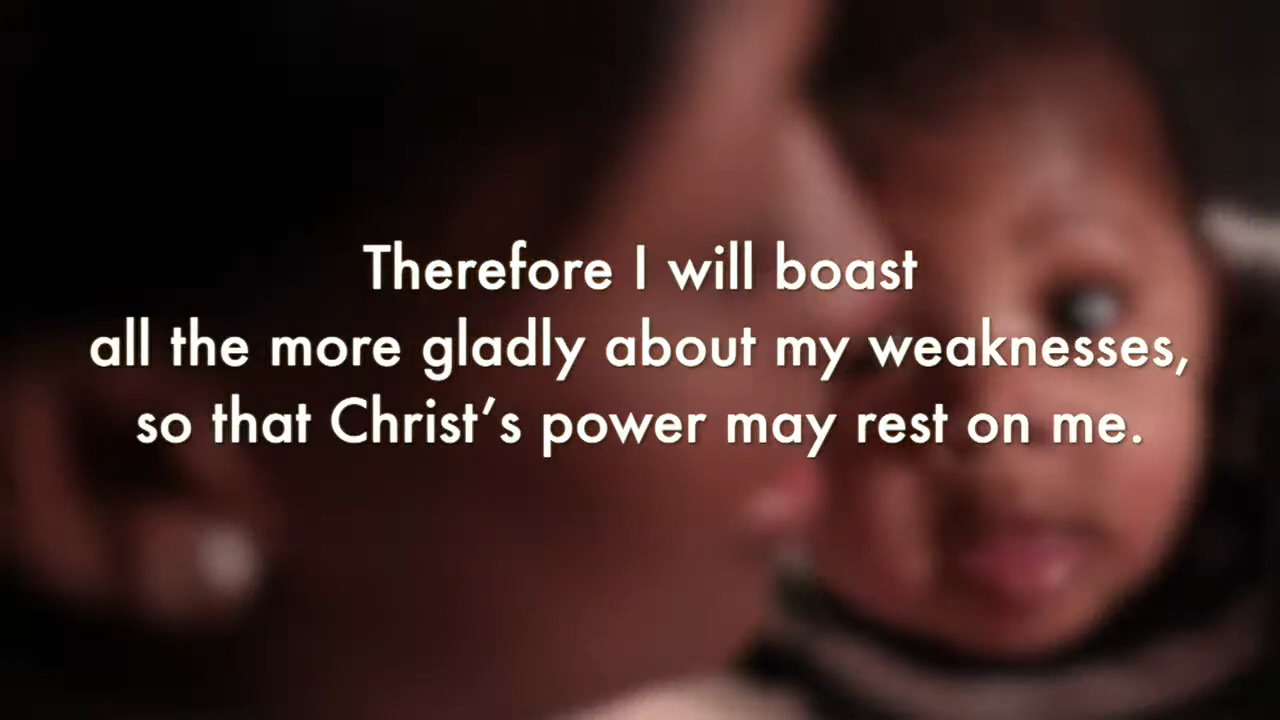 Therefore I will boast
all the more gladly about my weaknesses,
so that Christ’s power may rest on me.